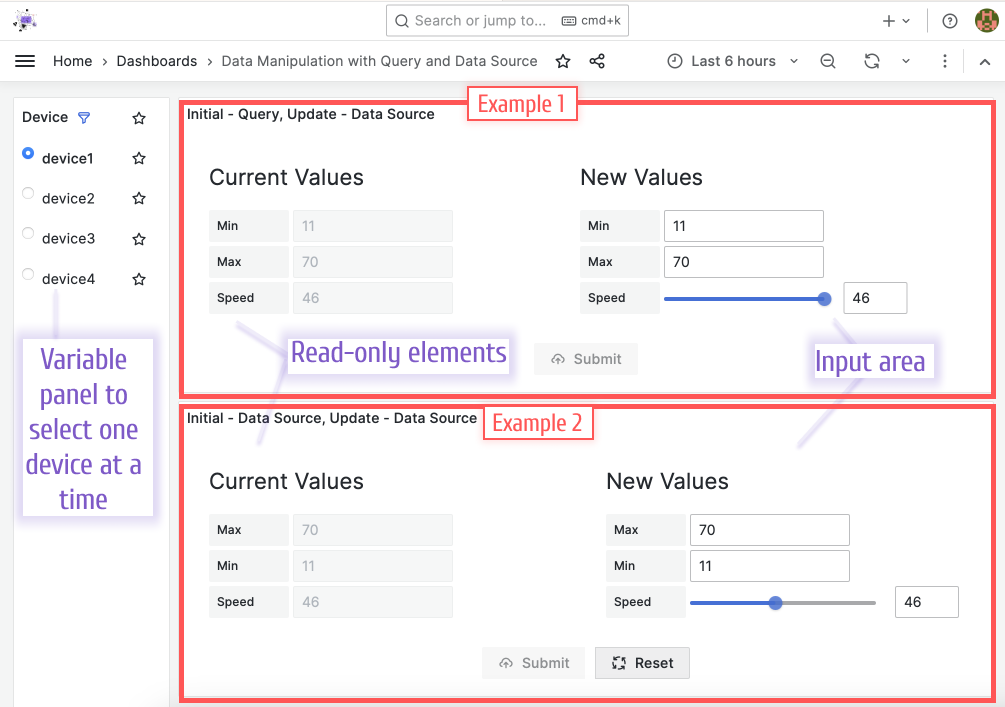 Search or jump to... cmd+k
Home › Dashboards › Data Manipulation with Query and Data Source Last 6 hours
Device
device1
device2
device3
device4
Variable
panel to
select one
device at a
time
Example 1
Initial - Query, Update - Data Source
Current Values
Min 11
Max 70
Speed 46
New Values
Min 11
Max 70
Speed 46
Read-only elements
Input area
Submit
Example 2
Initial - Data Source, Update - Data Source
Current Values
Max 70
Min 11
Speed 46
New Values
Max 70
Min 11
Speed 46
Submit Reset